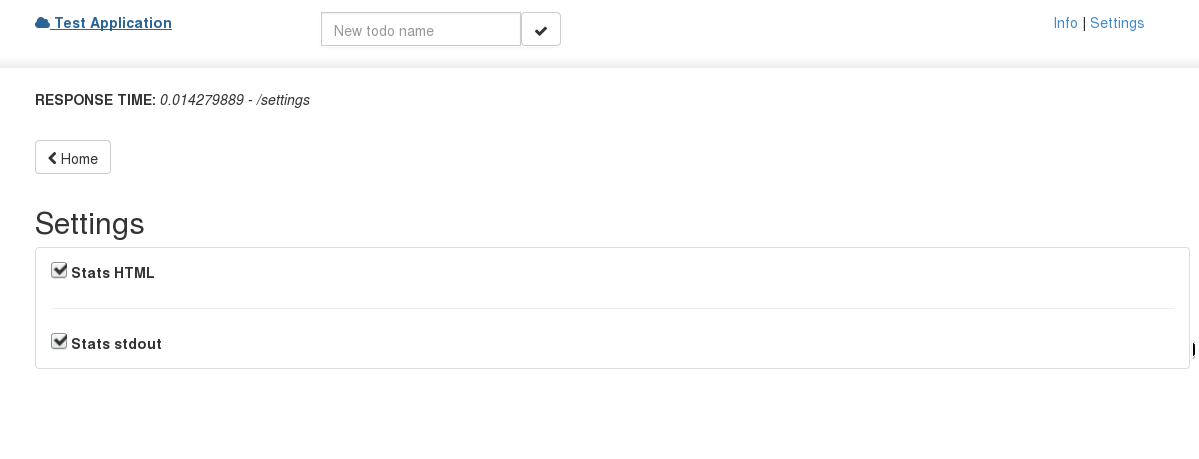 Test Application
New todo name
Info | Settings
RESPONSE TIME: 0.014279889 - /settings
Home
Settings
Stats HTML
Stats stdout